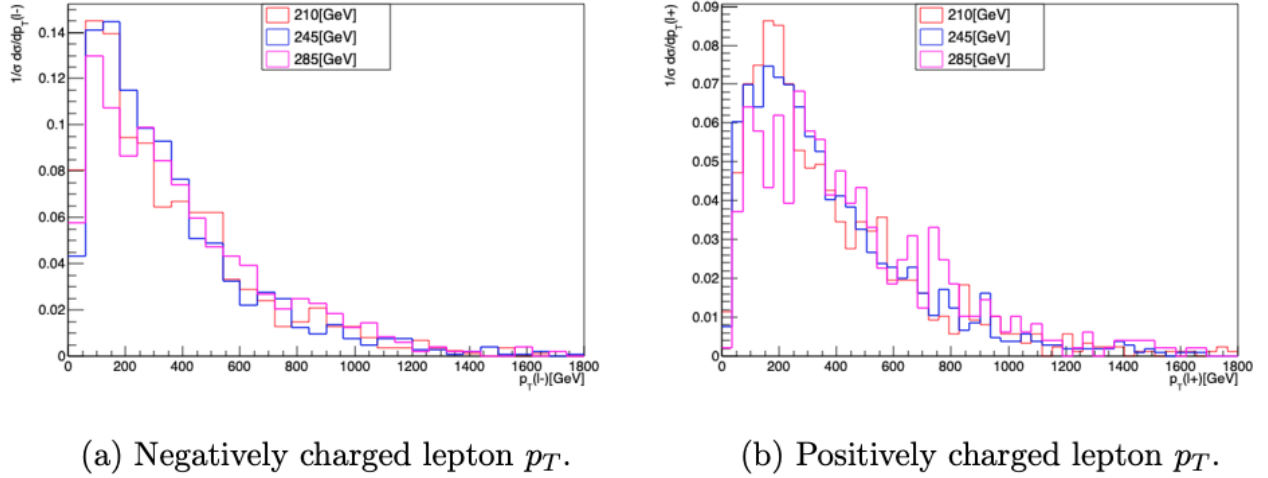 1/σ dσ/dp_T(l-)
210[GeV]
245[GeV]
285[GeV]
0.14
0.12
0.1
0.08
0.06
0.04
0.02
0
0 200 400 600 800 1000 1200 1400 1600 1800
p_T(l-)[GeV]
(a) Negatively charged lepton p_T.
1/σ dσ/dp_T(l+)
210[GeV]
245[GeV]
285[GeV]
0.09
0.08
0.07
0.06
0.05
0.04
0.03
0.02
0.01
0
0 200 400 600 800 1000 1200 1400 1600 1800
p_T(l+)[GeV]
(b) Positively charged lepton p_T.